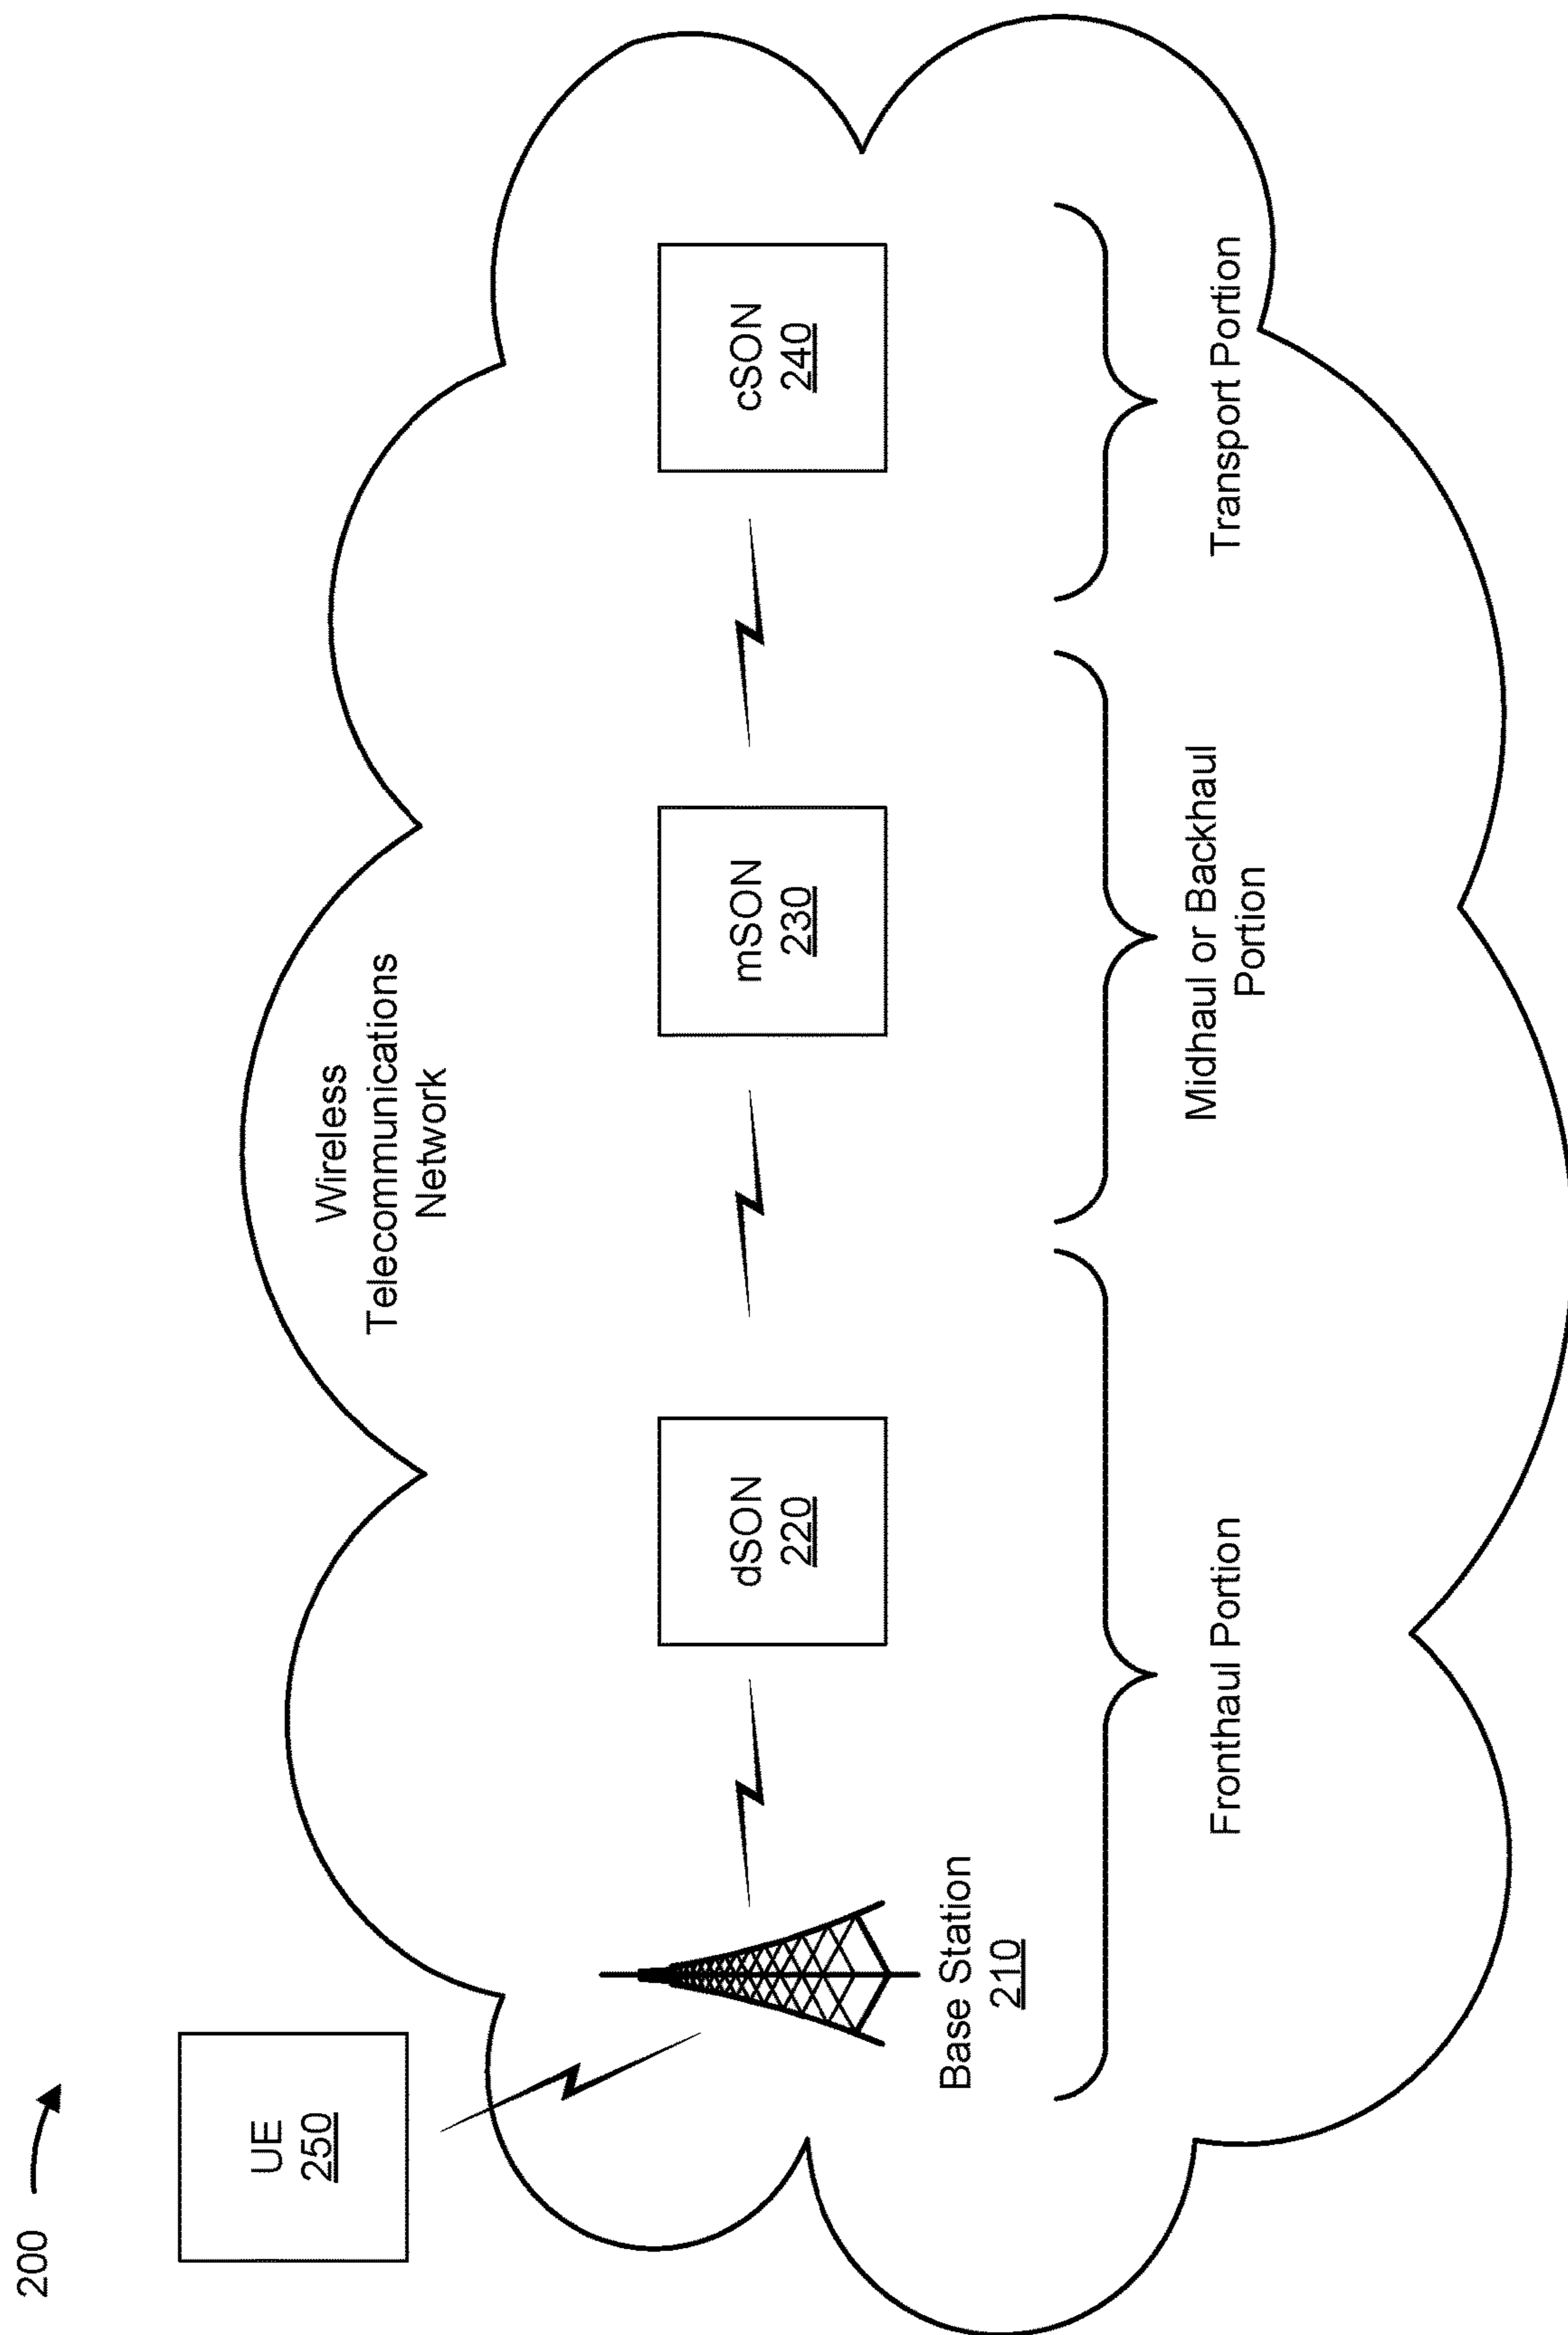 200
UE
250
Wireless
Telecommunications
Network
Base Station
210
dSON
220
mSON
230
cSON
240
Fronthaul Portion
Midhaul or Backhaul
Portion
Transport Portion